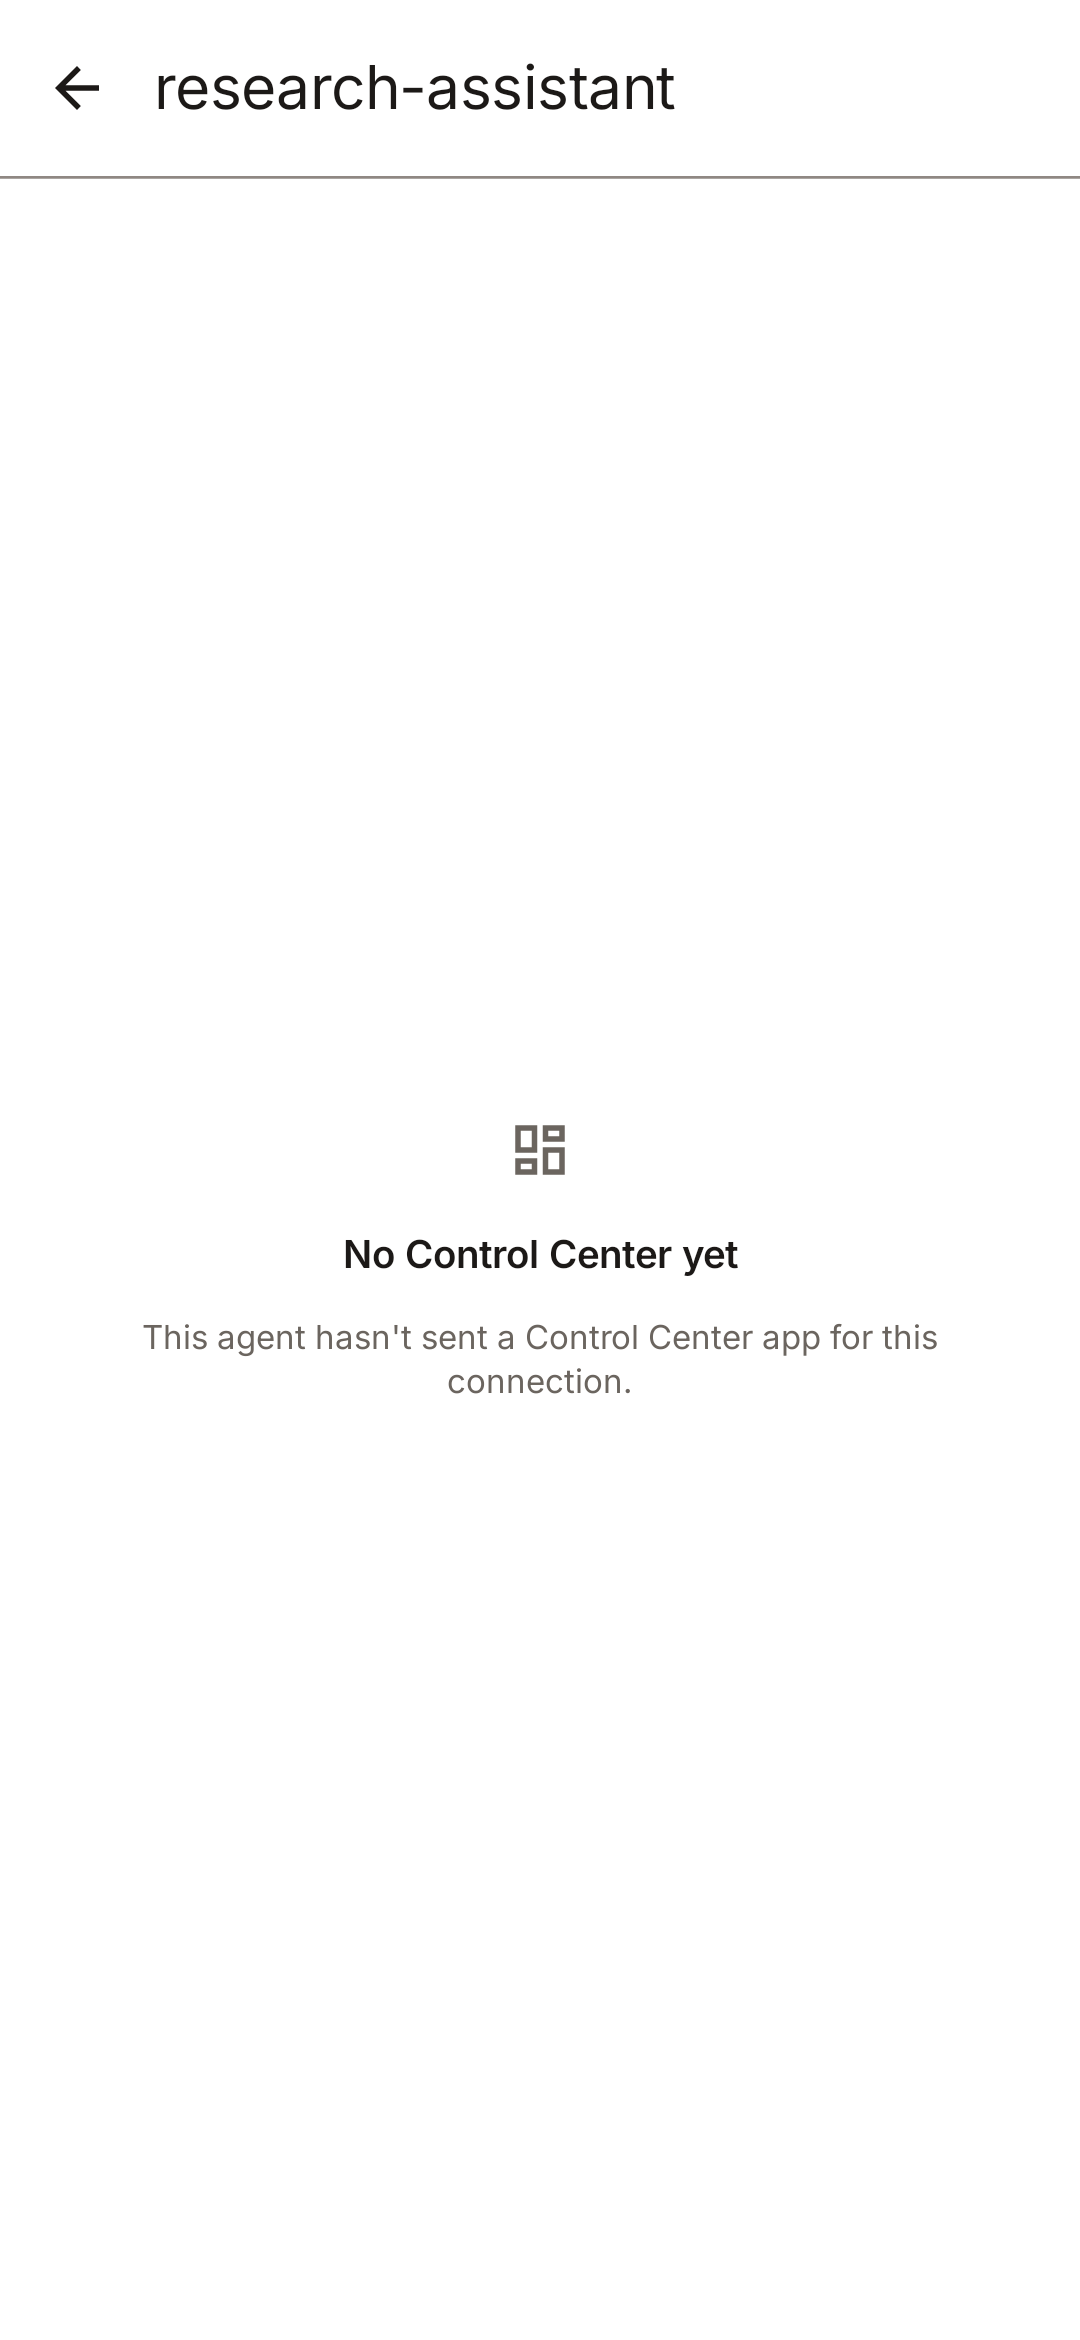 research-assistant
No Control Center yet
This agent hasn't sent a Control Center app for this
connection.